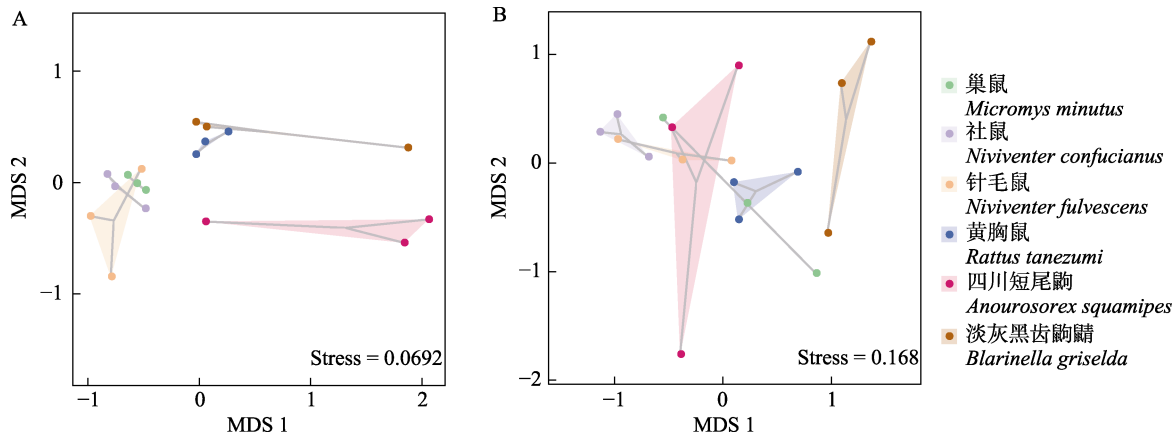 A
B
1
0
−1
−1
0
1
2
MDS 1
MDS 2
Stress = 0.0692
1
0
−1
−2
−1
0
1
MDS 1
MDS 2
Stress = 0.168
巢鼠
Micromys minutus
社鼠
Niviventer confucianus
针毛鼠
Niviventer fulvescens
黄胸鼠
Rattus tanezumi
四川短尾鼩
Anourosorex squamipes
淡灰黑齿鼩鼱
Blarinella griselda